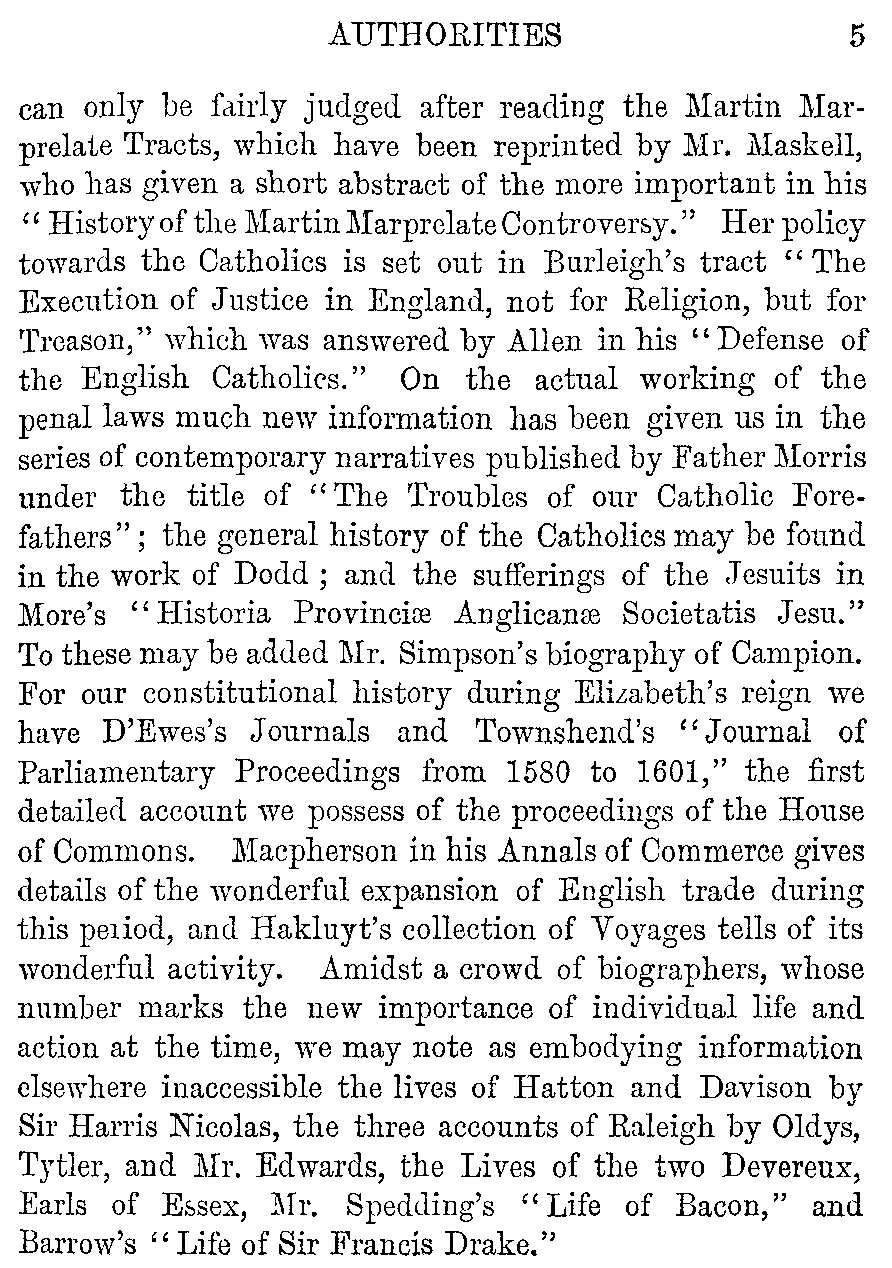 AUTHORITIES 5
can only be fairly judged after reading the Martin Mar-
prelate Tracts, which have been reprinted by Mr. Maskell,
who has given a short abstract of the more important in his
“History of the Martin Marprelate Controversy.” Her policy
towards the Catholics is set out in Burleigh’s tract “The
Execution of Justice in England, not for Religion, but for
Treason,” which was answered by Allen in his “Defense of
the English Catholics.” On the actual working of the
penal laws much new information has been given us in the
series of contemporary narratives published by Father Morris
under the title of “The Troubles of our Catholic Fore-
fathers”; the general history of the Catholics may be found
in the work of Dodd; and the sufferings of the Jesuits in
More’s “Historia Provinciæ Anglicanæ Societatis Jesu.”
To these may be added Mr. Simpson’s biography of Campion.
For our constitutional history during Elizabeth’s reign we
have D’Ewes’s Journals and Townshend’s “Journal of
Parliamentary Proceedings from 1580 to 1601,” the first
detailed account we possess of the proceedings of the House
of Commons. Macpherson in his Annals of Commerce gives
details of the wonderful expansion of English trade during
this period, and Hakluyt’s collection of Voyages tells of its
wonderful activity. Amidst a crowd of biographers, whose
number marks the new importance of individual life and
action at the time, we may note as embodying information
elsewhere inaccessible the lives of Hatton and Davison by
Sir Harris Nicolas, the three accounts of Raleigh by Oldys,
Tytler, and Mr. Edwards, the Lives of the two Devereux,
Earls of Essex, Mr. Spedding’s “Life of Bacon,” and
Barrow’s “Life of Sir Francis Drake.”